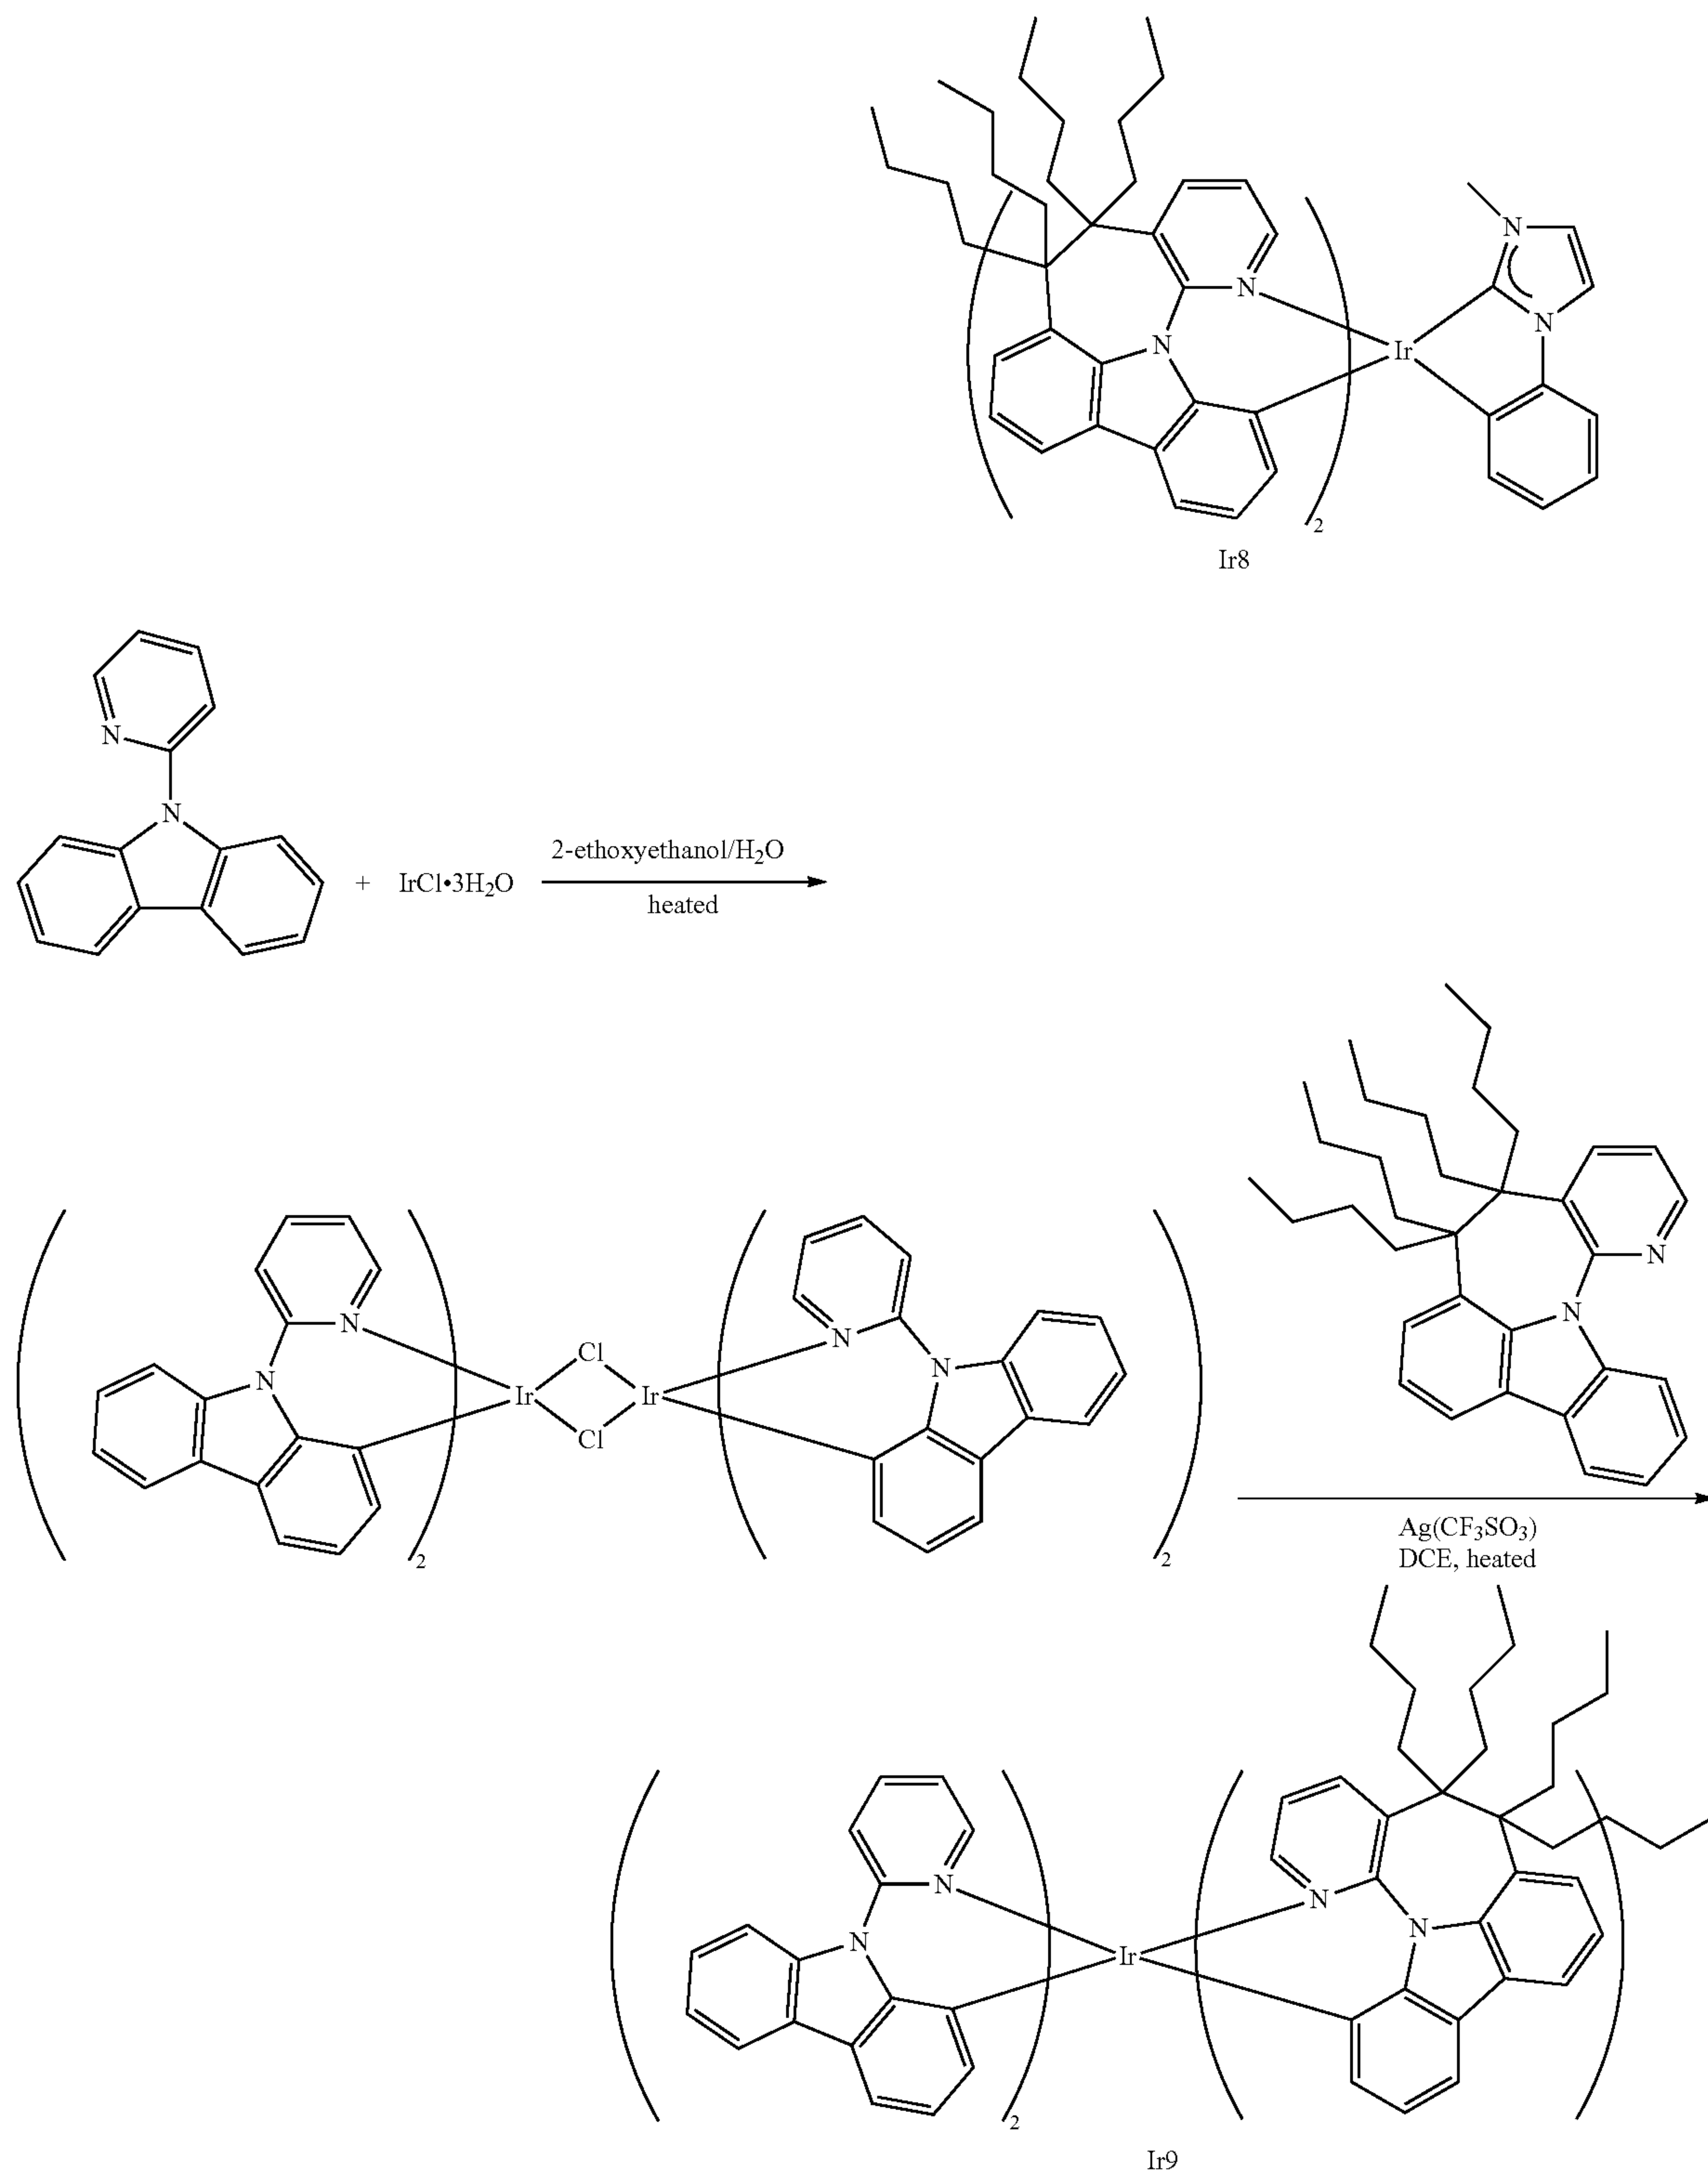 N
N
N
N
Ir
2
Ir8
N
N
+ IrCl•3H₂O
2-ethoxyethanol/H₂O
heated
N
N
N
N
Ir
Cl
Cl
Ir
2
N
N
2
N
N
Ag(CF₃SO₃)
DCE, heated
N
N
Ir
2
N
N
Ir9